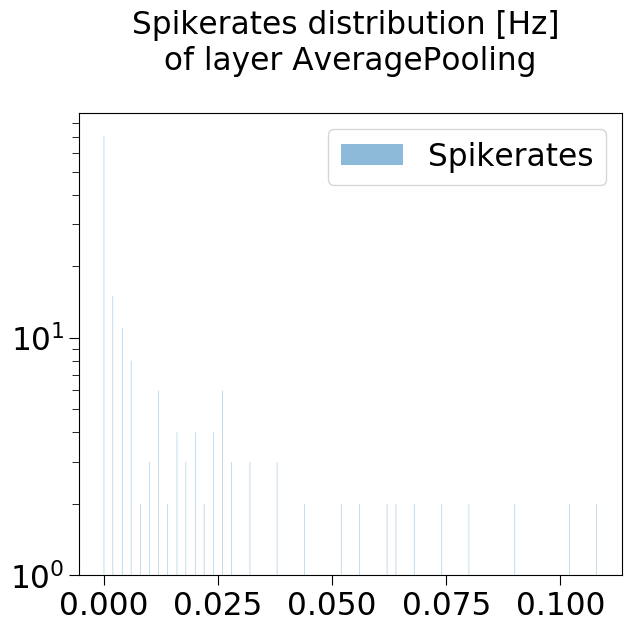 Spikerates distribution [Hz]
of layer AveragePooling
Spikerates
10¹
10⁰
0.000 0.025 0.050 0.075 0.100